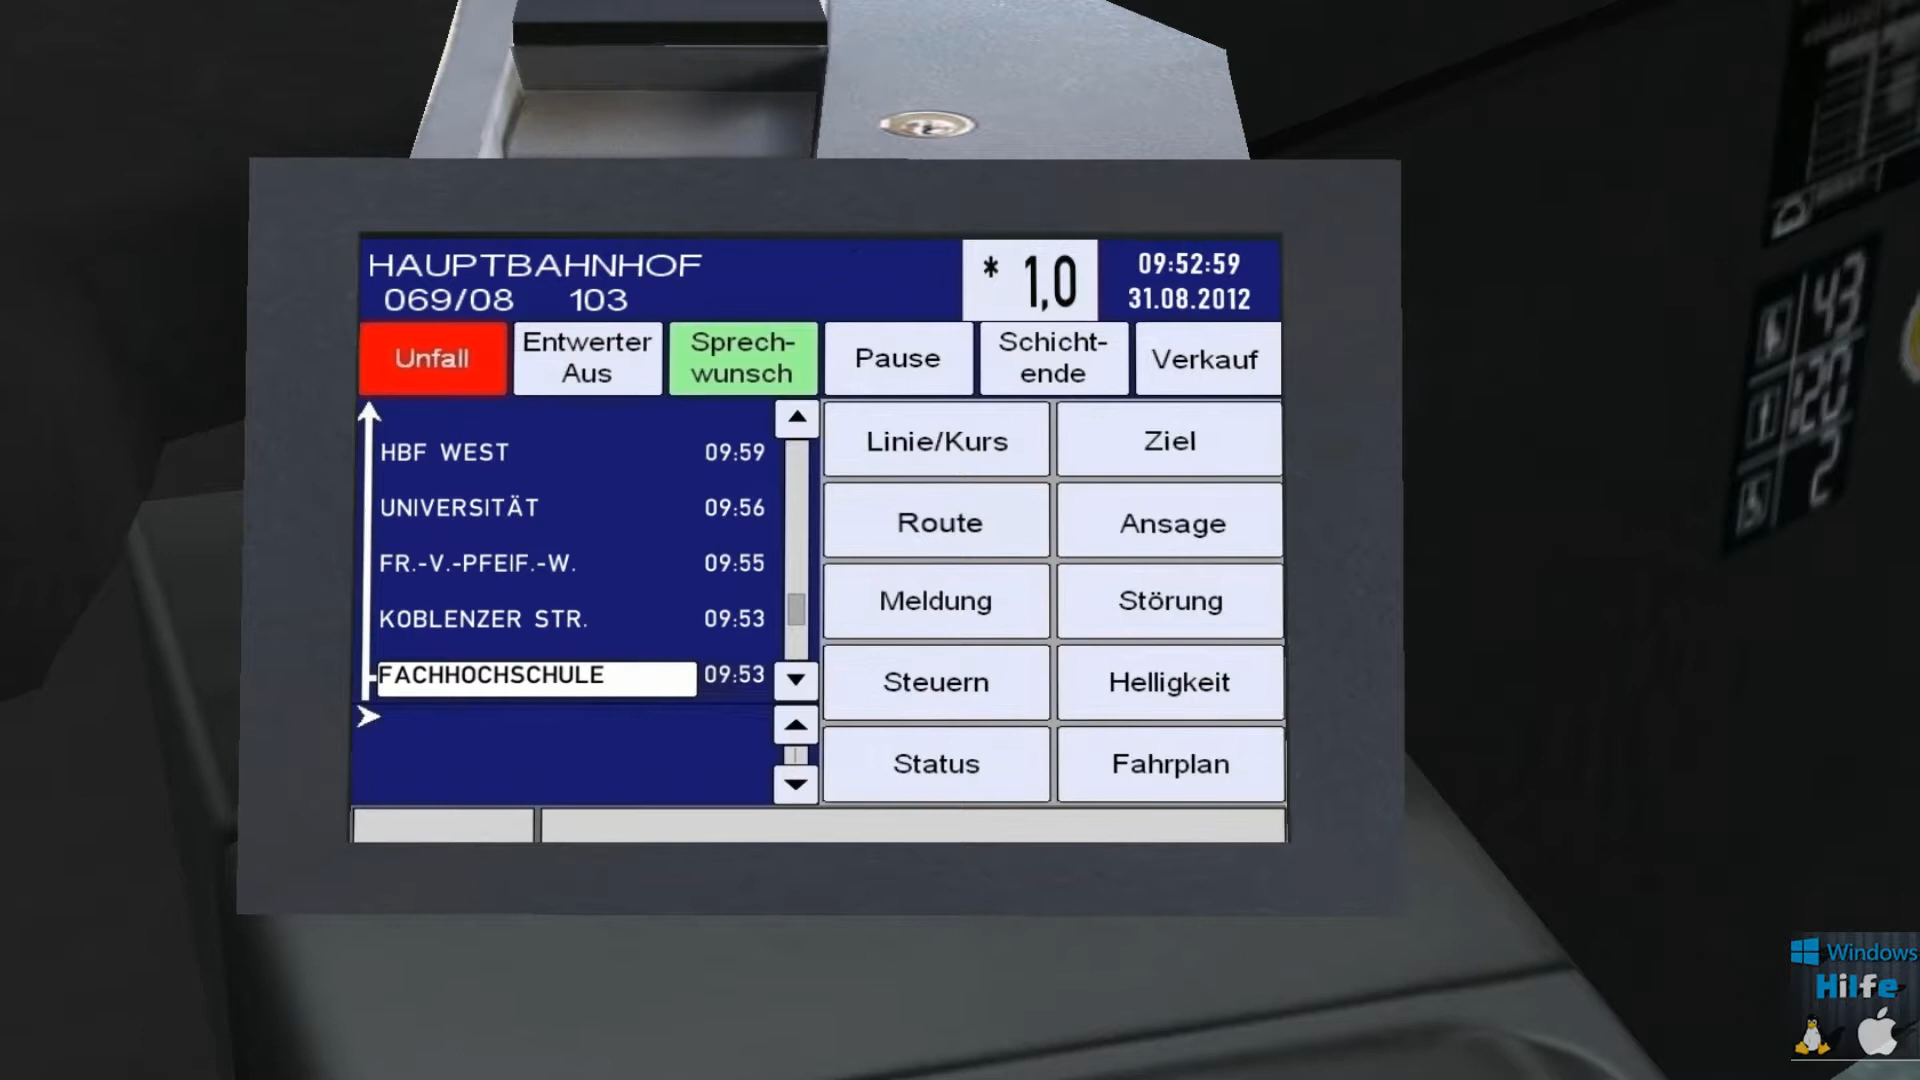 HAUPTBAHNHOF
069/08 103
* 1,0
09:52:59
31.08.2012
Unfall
Entwerter
Aus
Sprech-
wunsch
Pause
Schicht-
ende
Verkauf
HBF WEST 09:59
UNIVERSITÄT 09:56
FR.-V.-PFEIF.-W. 09:55
KOBLENZER STR. 09:53
FACHHOCHSCHULE 09:53
Linie/Kurs
Ziel
Route
Ansage
Meldung
Störung
Steuern
Helligkeit
Status
Fahrplan
Windows
Hilfe